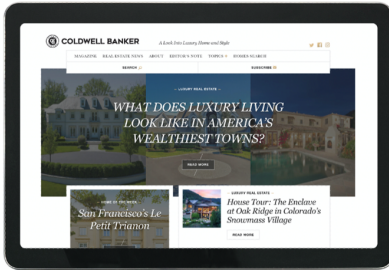 COLDWELL BANKER
A Look Into Luxury Home and Style
MAGAZINE REAL ESTATE NEWS ABOUT EDITOR'S NOTE TOPICS HOMES SEARCH
SEARCH SUBSCRIBE
- LUXURY REAL ESTATE -
WHAT DOES LUXURY LIVING
LOOK LIKE IN AMERICA'S
WEALTHIEST TOWNS?
READ MORE
- HOME OF THE WEEK -
San Francisco's Le
Petit Trianon
- LUXURY REAL ESTATE -
House Tour: The Enclave
at Oak Ridge in Colorado's
Snowmass Village
READ MORE